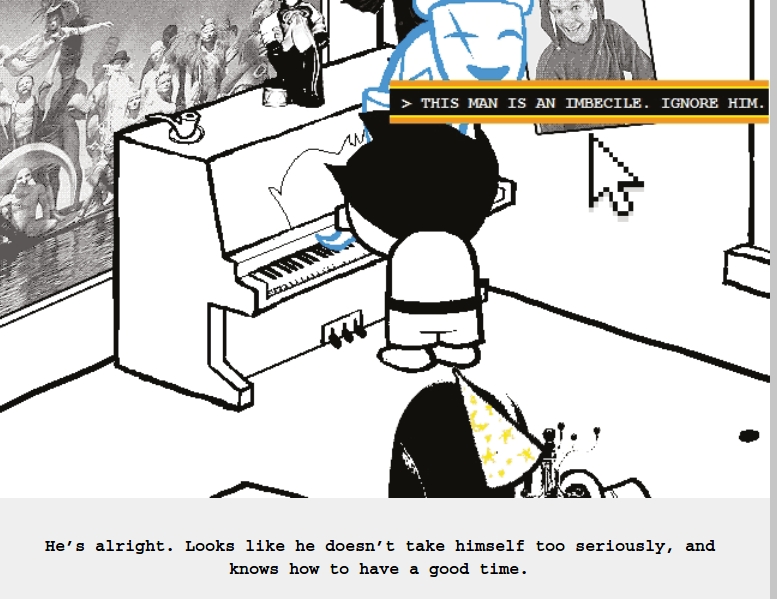 > THIS MAN IS AN IMBECILE. IGNORE HIM.
He’s alright. Looks like he doesn’t take himself too seriously, and
knows how to have a good time.